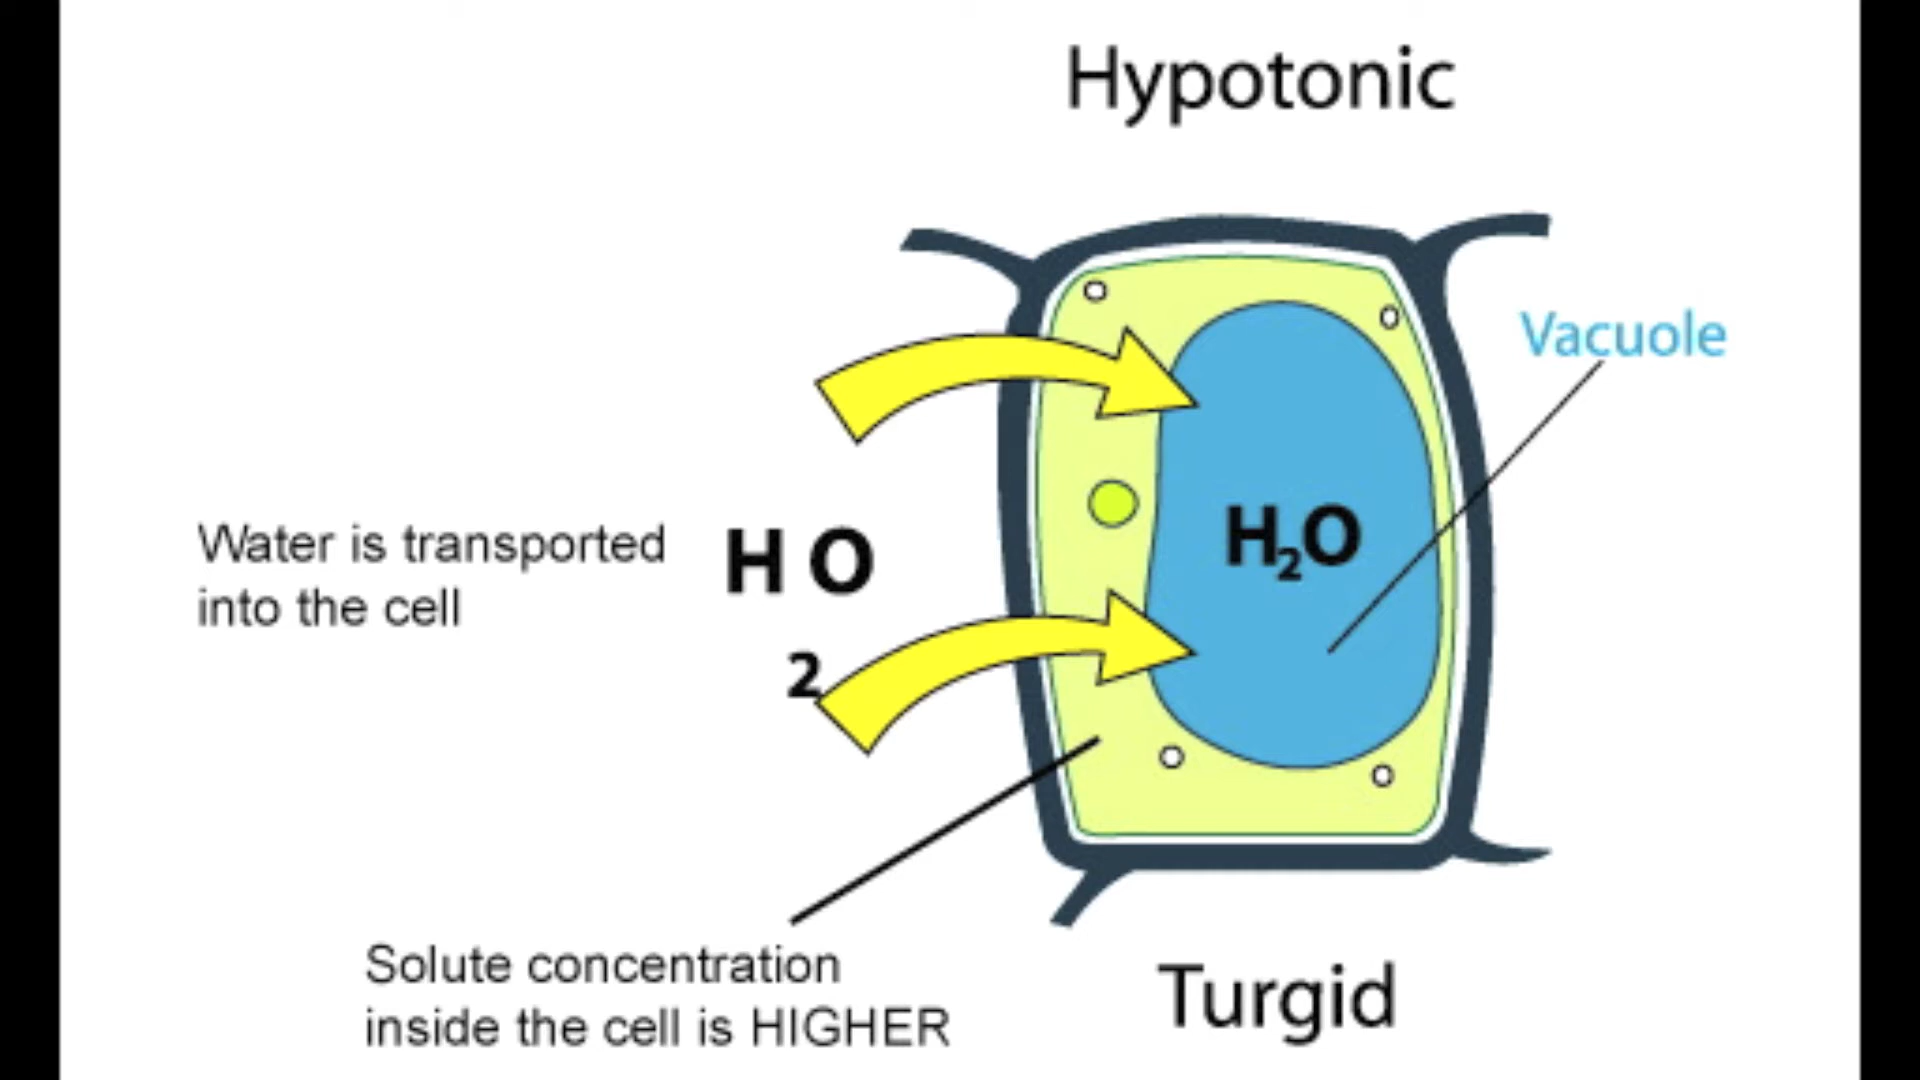 Hypotonic
Vacuole
Water is transported
into the cell
H O
2
H₂O
Solute concentration
inside the cell is HIGHER
Turgid